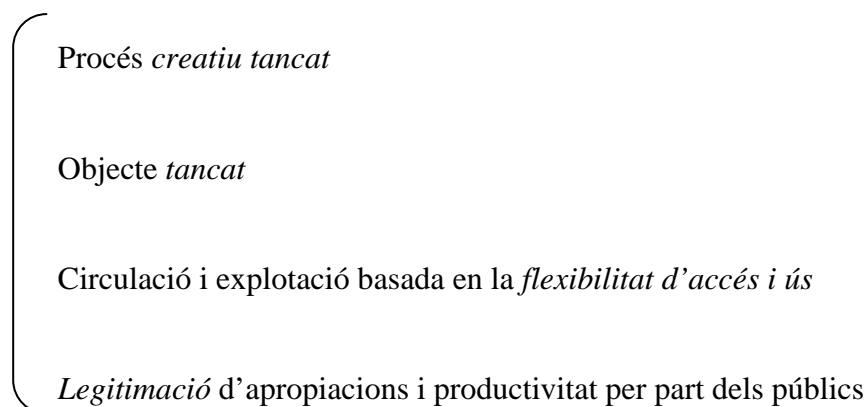 Procés creatiu tancat
Objecte tancat
Circulació i explotació basada en la flexibilitat d’accés i ús
Legitimació d’apropiacions i productivitat per part dels públics